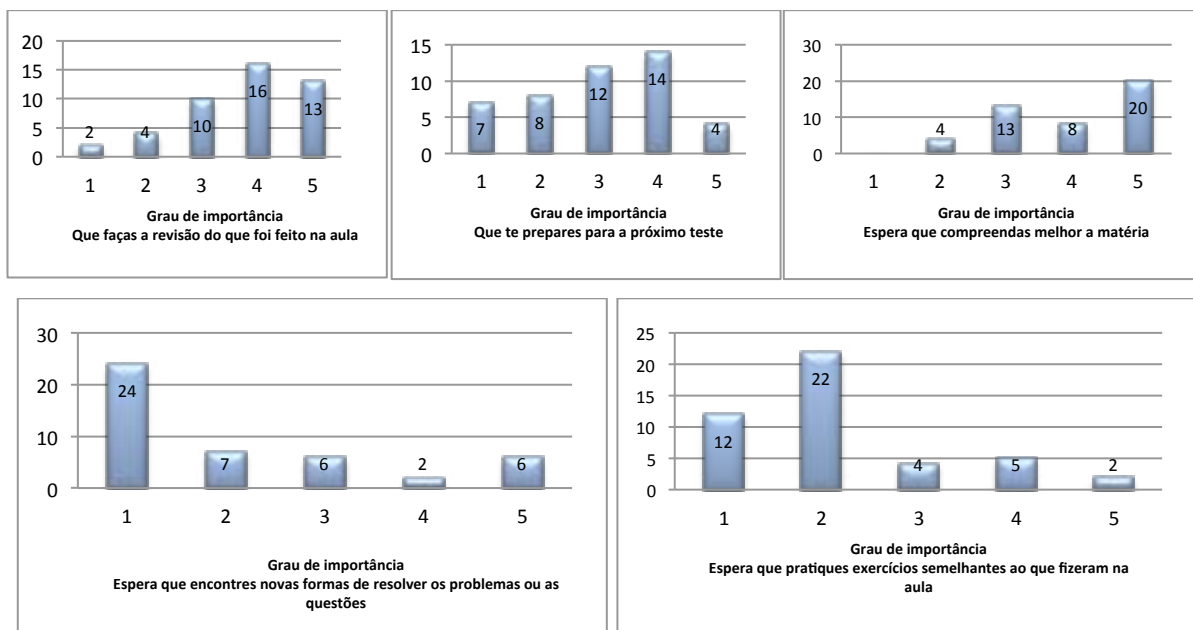 20
15
10
5
0
2
4
10
16
13
1 2 3 4 5
Grau de importância
Que faças a revisão do que foi feito na aula
15
10
5
0
7
8
12
14
4
1 2 3 4 5
Grau de importância
Que te prepares para a próximo teste
30
20
10
0
4
13
8
20
1 2 3 4 5
Grau de importância
Espera que compreendas melhor a matéria
30
20
10
0
24
7
6
2
6
1 2 3 4 5
Grau de importância
Espera que encontres novas formas de resolver os problemas ou as
questões
25
20
15
10
5
0
12
22
4
5
2
1 2 3 4 5
Grau de importância
Espera que pratiques exercícios semelhantes ao que fizeram na
aula